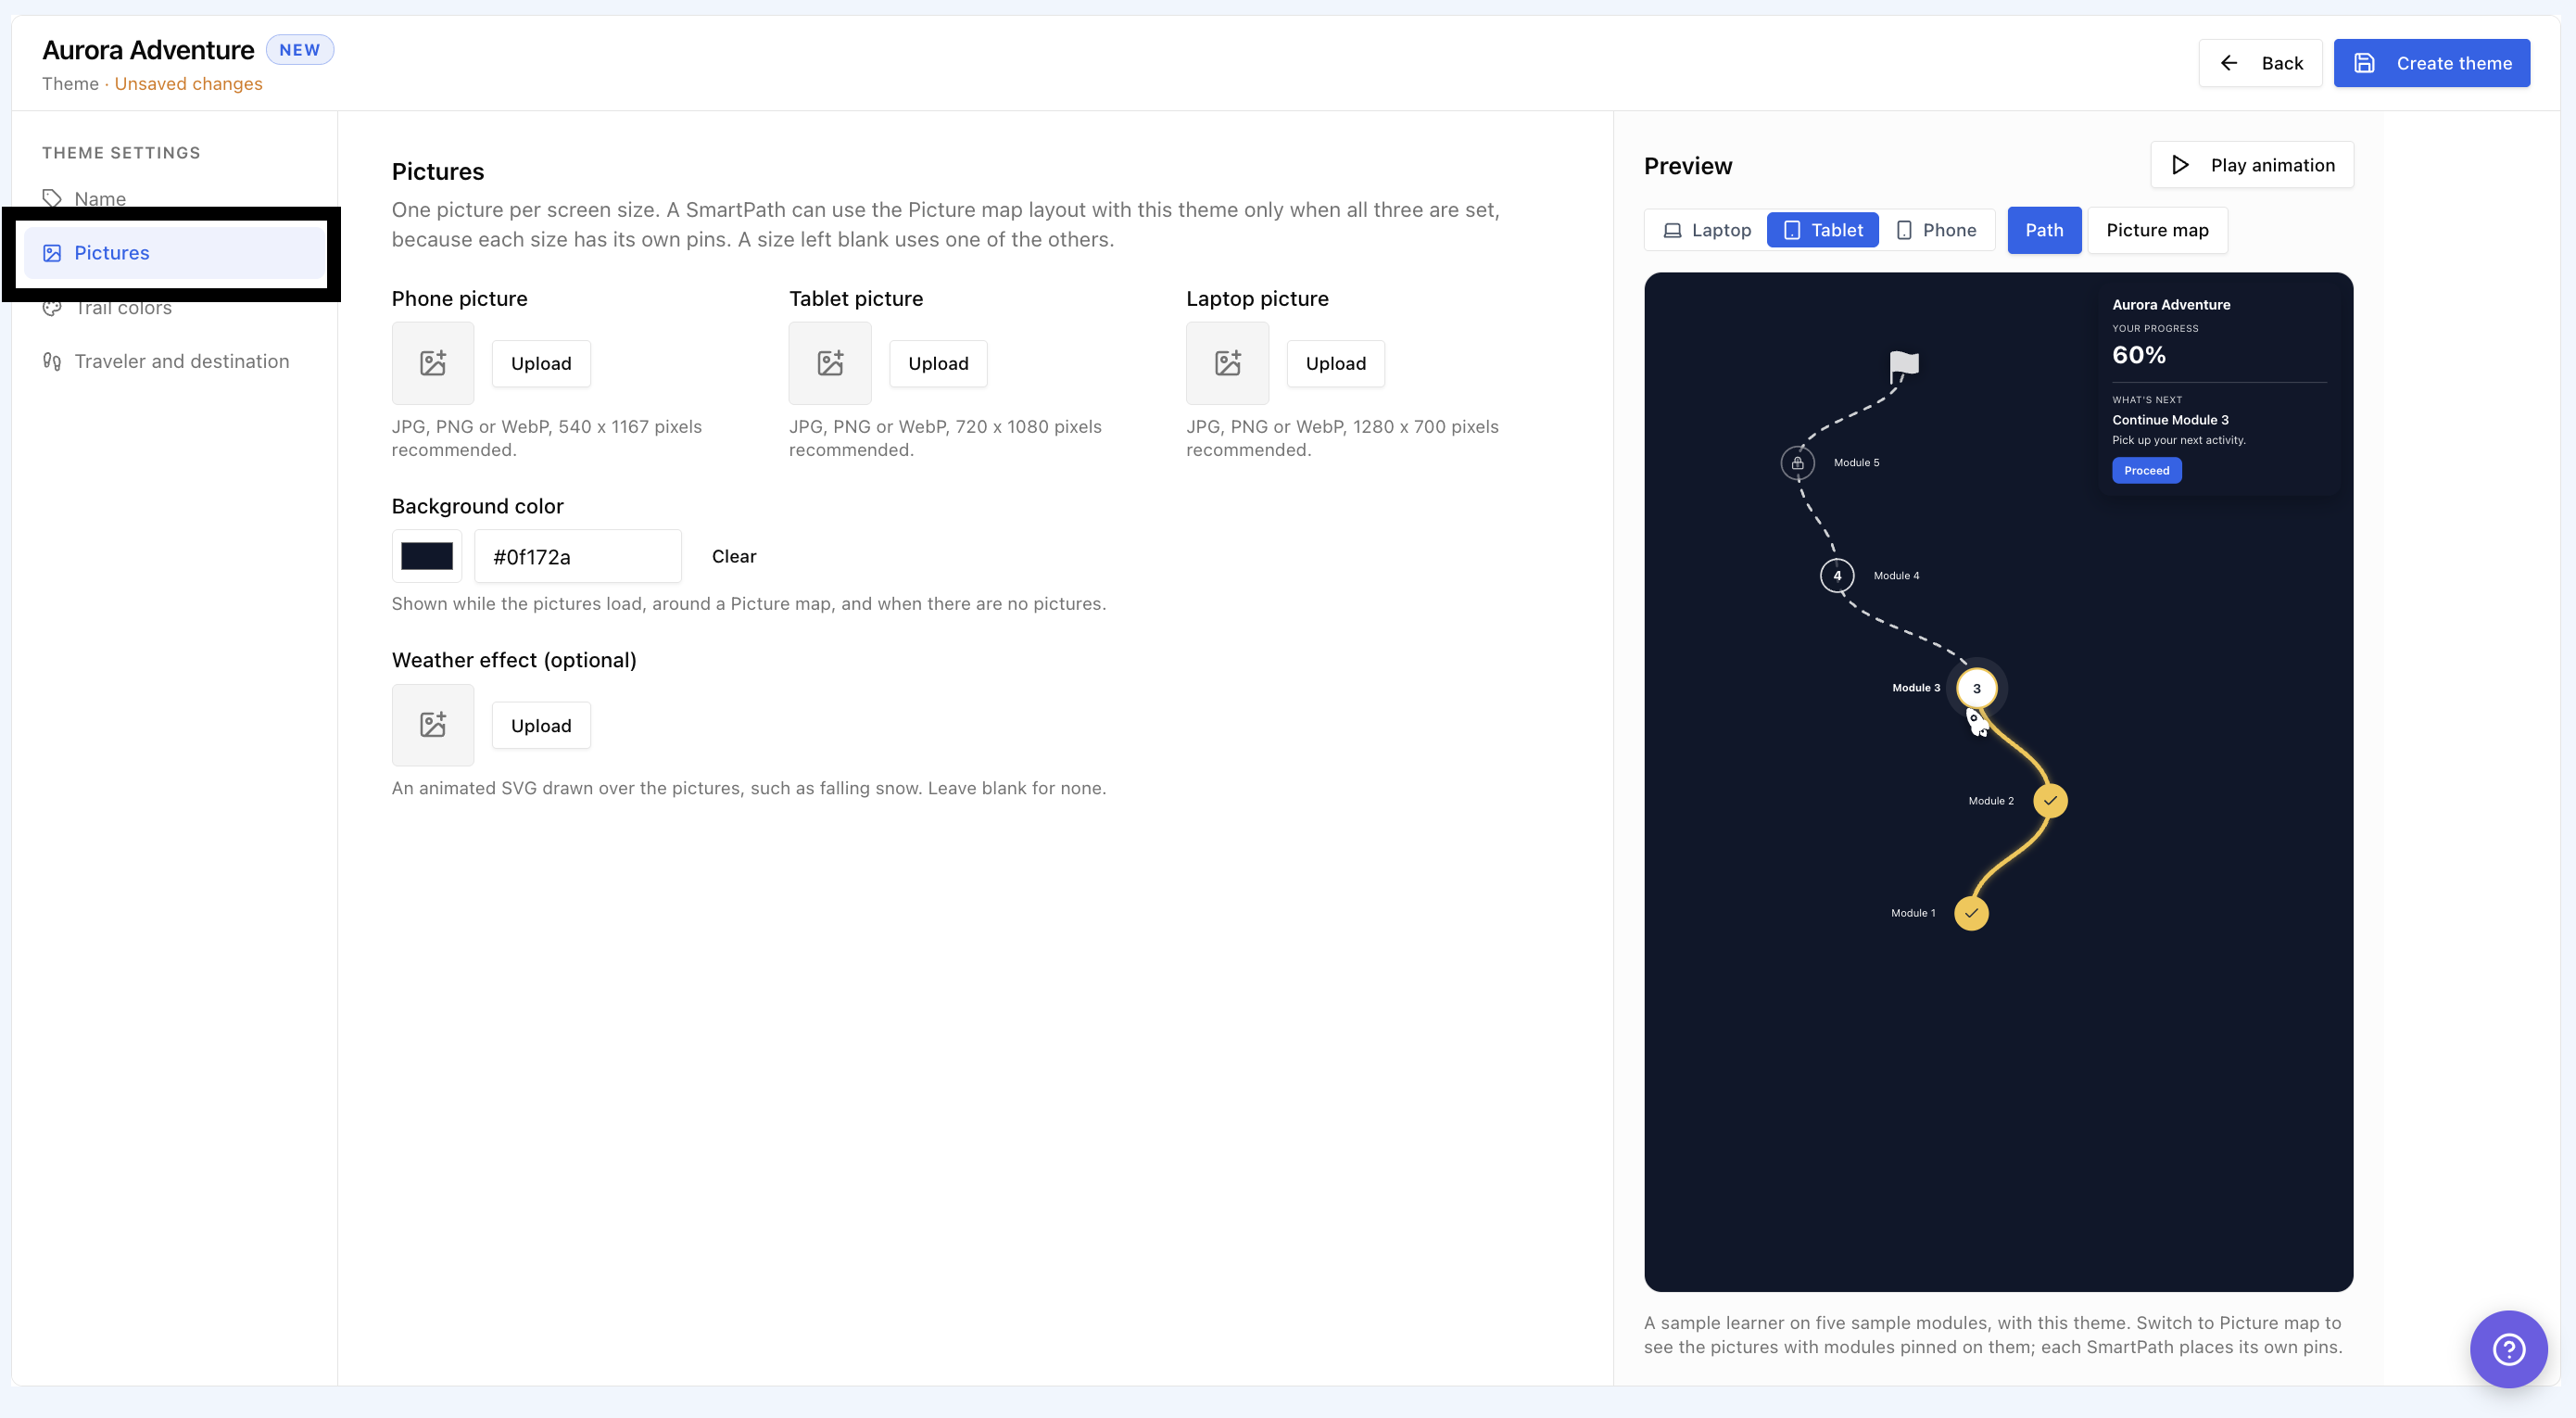 Aurora Adventure NEW
Theme · Unsaved changes
Back
Create theme
THEME SETTINGS
Name
Pictures
Trail colors
Traveler and destination
Pictures
One picture per screen size. A SmartPath can use the Picture map layout with this theme only when all three are set,
because each size has its own pins. A size left blank uses one of the others.
Phone picture
Upload
JPG, PNG or WebP, 540 x 1167 pixels
recommended.
Tablet picture
Upload
JPG, PNG or WebP, 720 x 1080 pixels
recommended.
Laptop picture
Upload
JPG, PNG or WebP, 1280 x 700 pixels
recommended.
Background color
#0f172a
Clear
Shown while the pictures load, around a Picture map, and when there are no pictures.
Weather effect (optional)
Upload
An animated SVG drawn over the pictures, such as falling snow. Leave blank for none.
Preview
Play animation
Laptop
Tablet
Phone
Path
Picture map
Aurora Adventure
YOUR PROGRESS
60%
WHAT'S NEXT
Continue Module 3
Pick up your next activity.
Proceed
Module 5
4
Module 4
Module 3
3
Module 2
Module 1
A sample learner on five sample modules, with this theme. Switch to Picture map to
see the pictures with modules pinned on them; each SmartPath places its own pins.